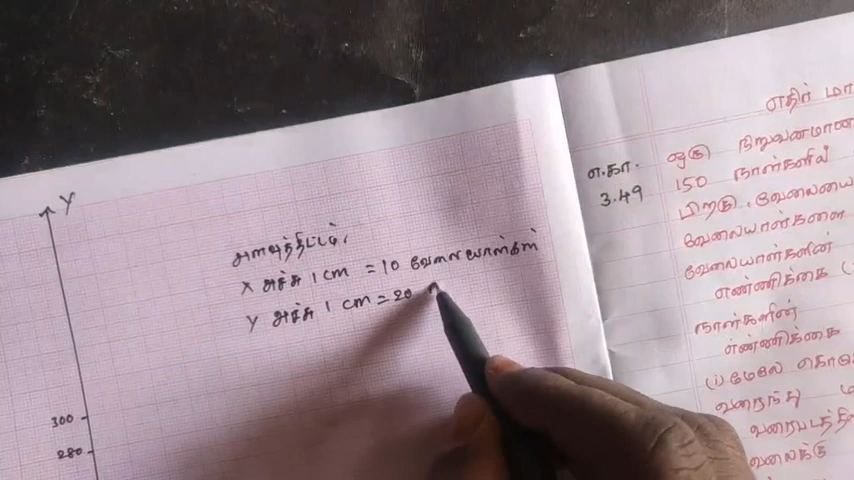 Y
அளவுத்திட்டம்,
X அச்சு 1 cm = 10 வேலையாள்கள்
Y அச்சு 1 cm = 20
300
280
எதிர் மா
எ.கா. 3.49
ஒரு நிறுவனமான
150 நாள்களில்
பிறகு. வேலையை
வேலையாள்களை
வேலையாள்களின்
எண்ணிக்கை (
நாள்களின்
எண்ணிக்கை
(i) மேலே கொடு
வரைந்து
வரைபடத்தி
வேலைக்கு